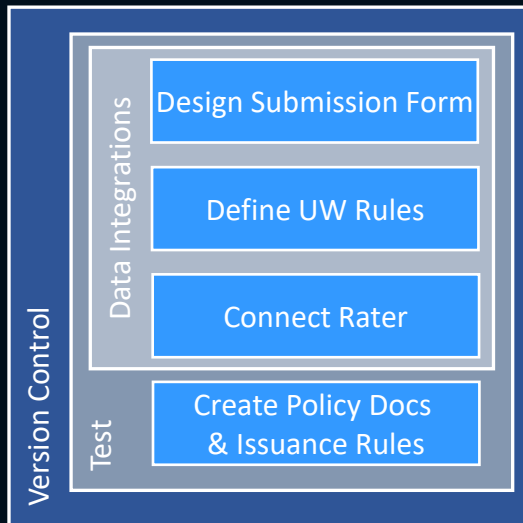 Version Control
Test
Data Integrations
Design Submission Form
Define UW Rules
Connect Rater
Create Policy Docs
& Issuance Rules